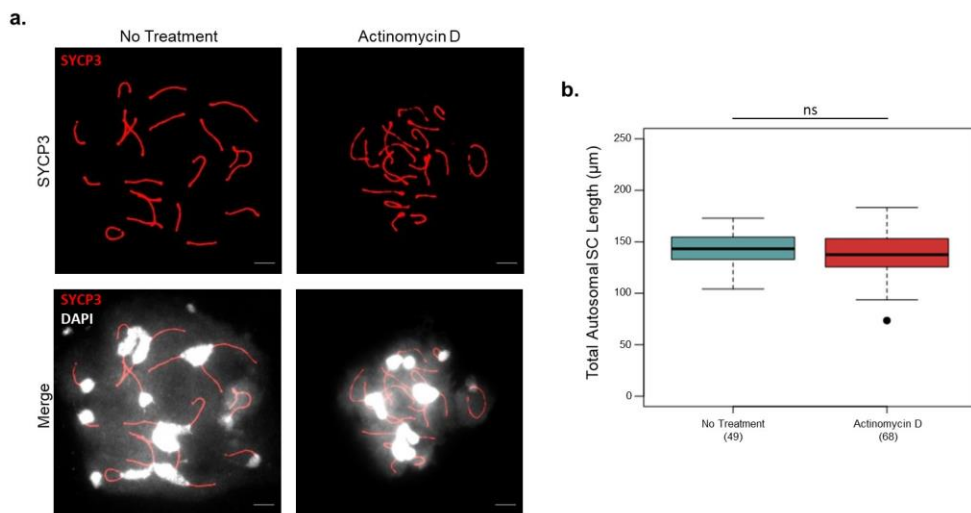 a.
No Treatment
Actinomycin D
SYCP3
SYCP3
SYCP3
DAPI
Merge
b.
ns
Total Autosomal SC Length (µm)
250
200
150
100
50
0
No Treatment
(49)
Actinomycin D
(68)